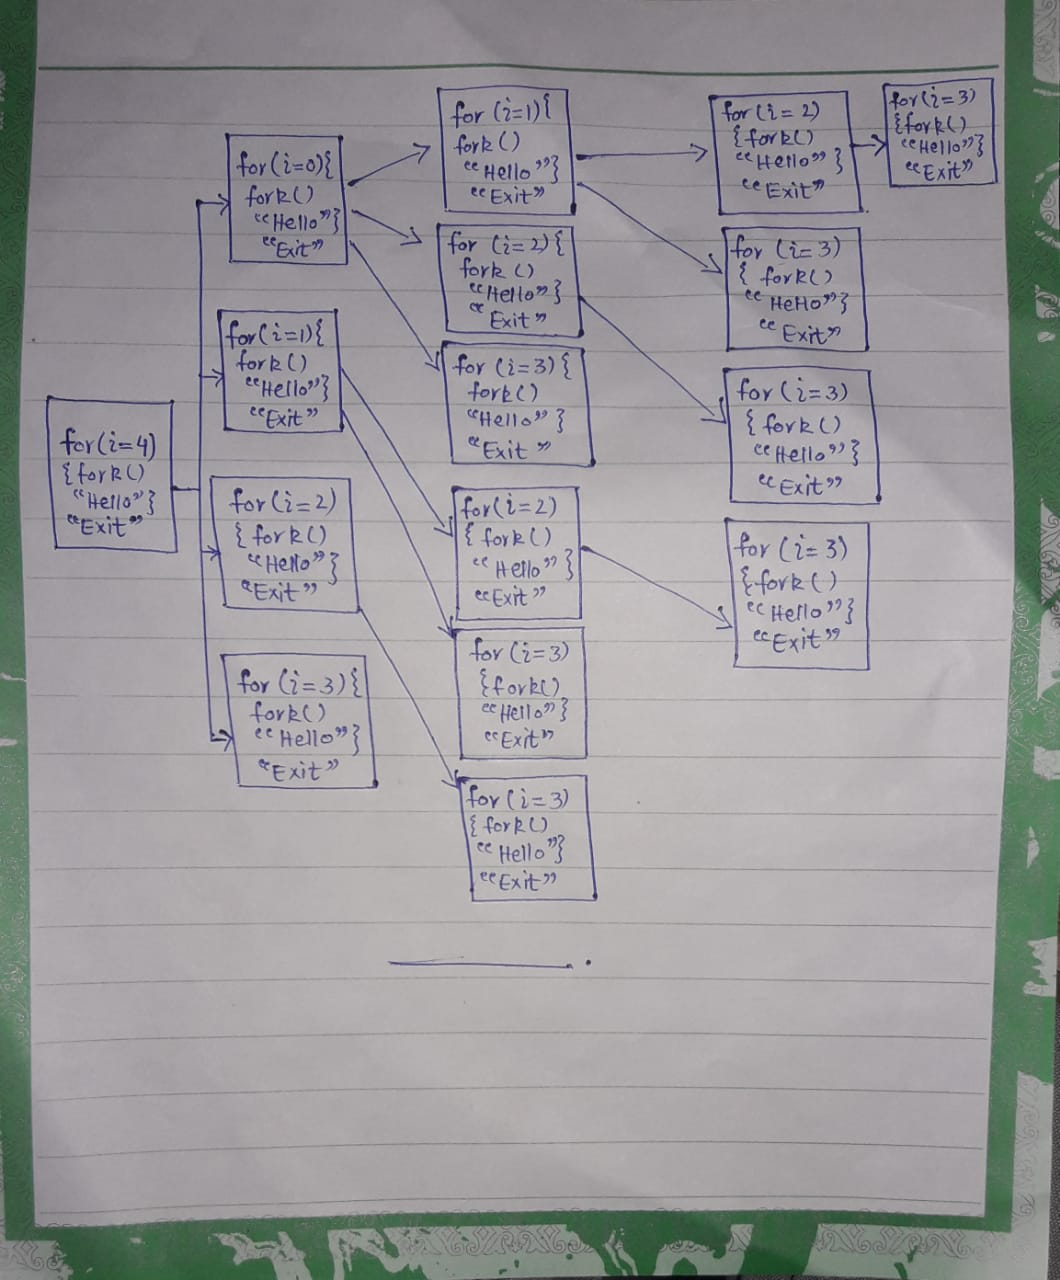 for(i=4)
{fork()
"Hello"}
"Exit"
for(i=0){
fork()
"Hello"}
"Exit"
for(i=1){
fork()
"Hello"}
"Exit"
for(i=2)
{fork()
"Hello"}
"Exit"
for(i=3){
fork()
"Hello"}
"Exit"
for (i=1){
fork()
"Hello"}
"Exit"
for (i=2){
fork()
"Hello"}
"Exit"
for (i=3){
fork()
"Hello"}
"Exit"
for(i=2)
{fork()
"Hello"}
"Exit"
for (i=3)
{fork()
"Hello"}
"Exit"
for(i=3)
{fork()
"Hello"}
"Exit"
for(i=2)
{fork()
"Hello"}
"Exit"
for (i=3)
{fork()
"Hello"}
"Exit"
for (i=3)
{fork()
"Hello"}
"Exit"
for (i=3)
{fork()
"Hello"}
"Exit"
for(i=3)
{fork()
"Hello"}
"Exit"